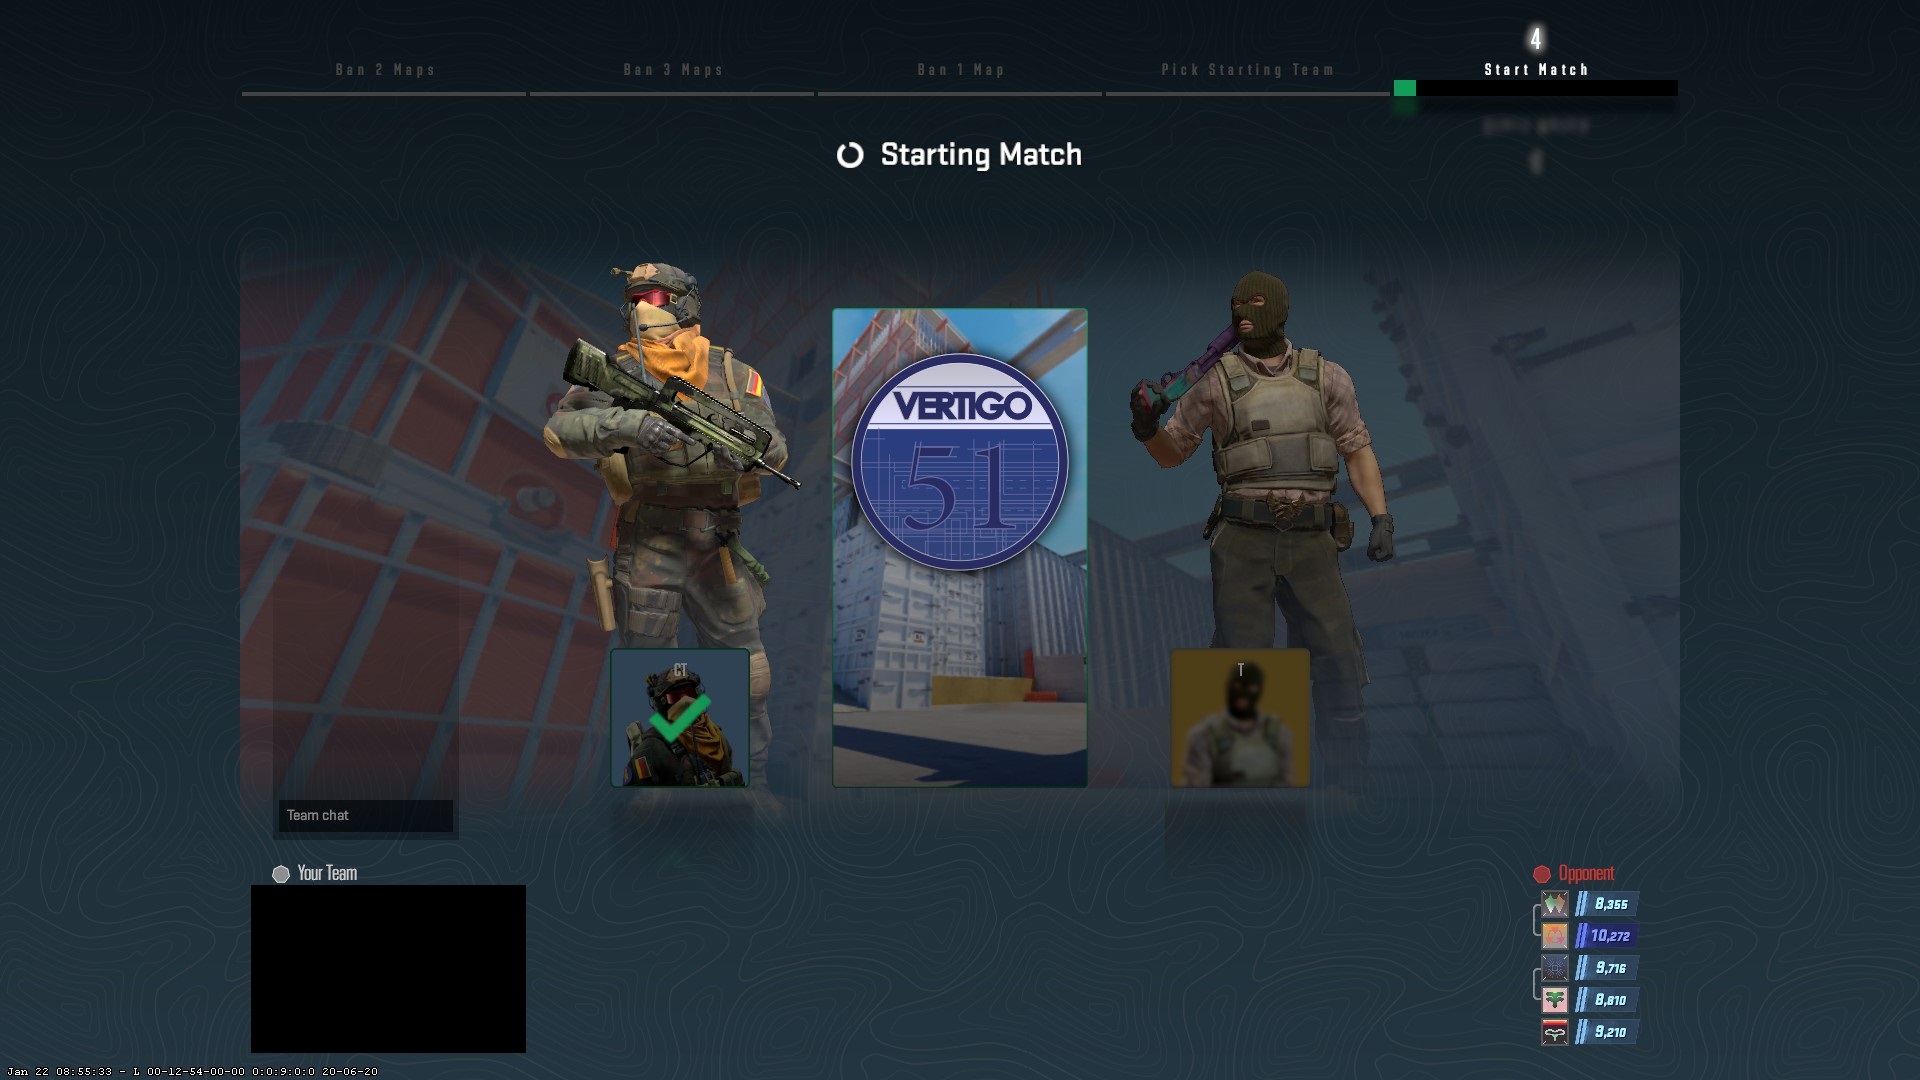 4
Ban 2 Maps
Ban 3 Maps
Ban 1 Map
Pick Starting Team
Start Match
Starting Match
VERTIGO
51
CT
T
Team chat
Your Team
Opponent
8,355
10,272
9,716
8,810
9,210
Jan 22 08:55:33 - L 00-12-54-00-00 0:0:9:0:0 20-06-20